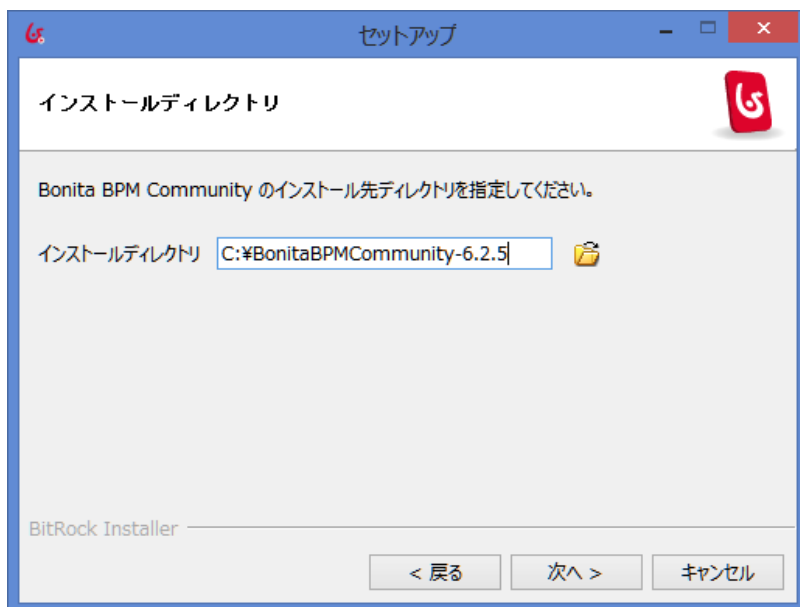 セットアップ
インストールディレクトリ
Bonita BPM Community のインストール先ディレクトリを指定してください。
インストールディレクトリ C:¥BonitaBPMCommunity-6.2.5
BitRock Installer
< 戻る 次へ > キャンセル